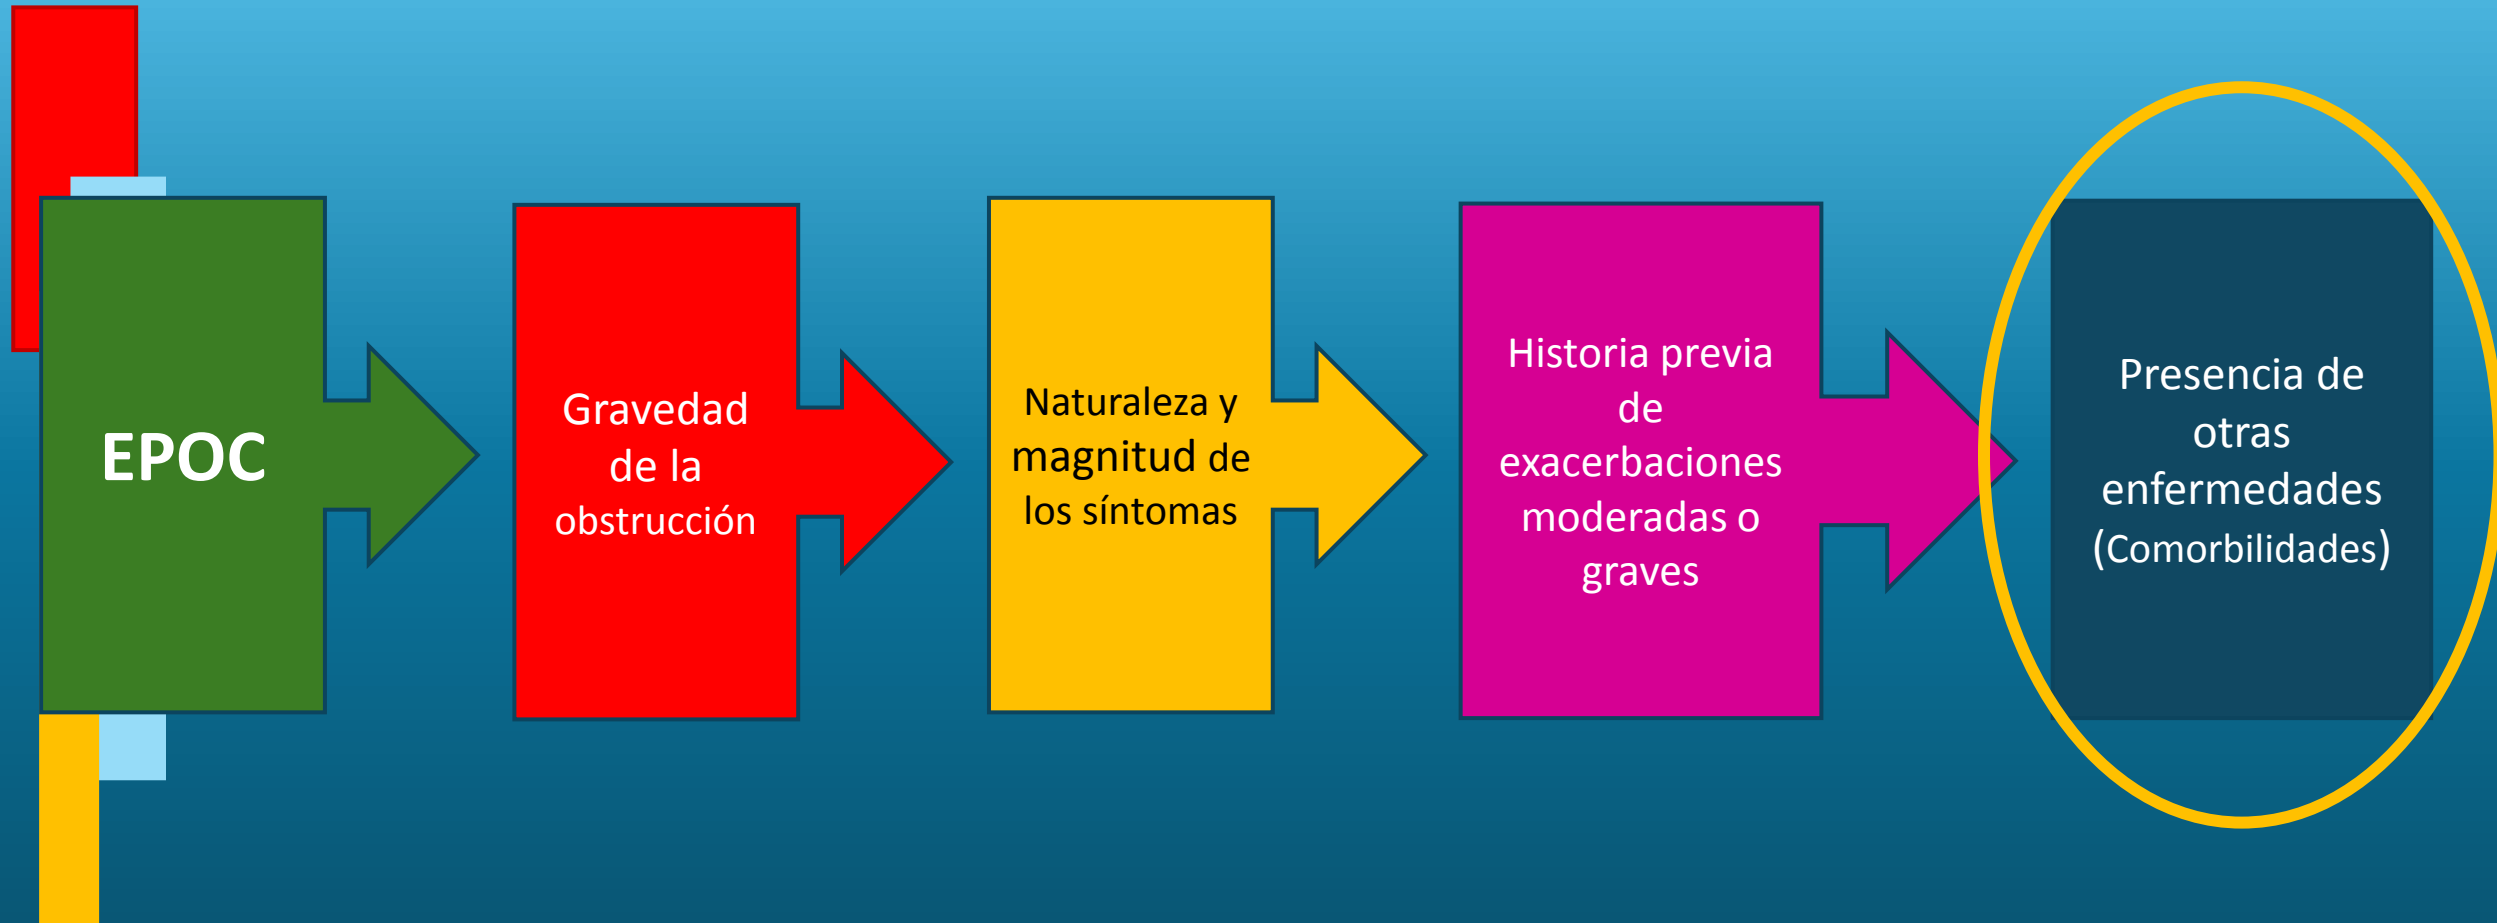 EPOC
Gravedad
de la
obstrucción
Naturaleza y
magnitud de
los síntomas
Historia previa
de
exacerbaciones
moderadas o
graves
Presencia de
otras
enfermedades
(Comorbilidades)